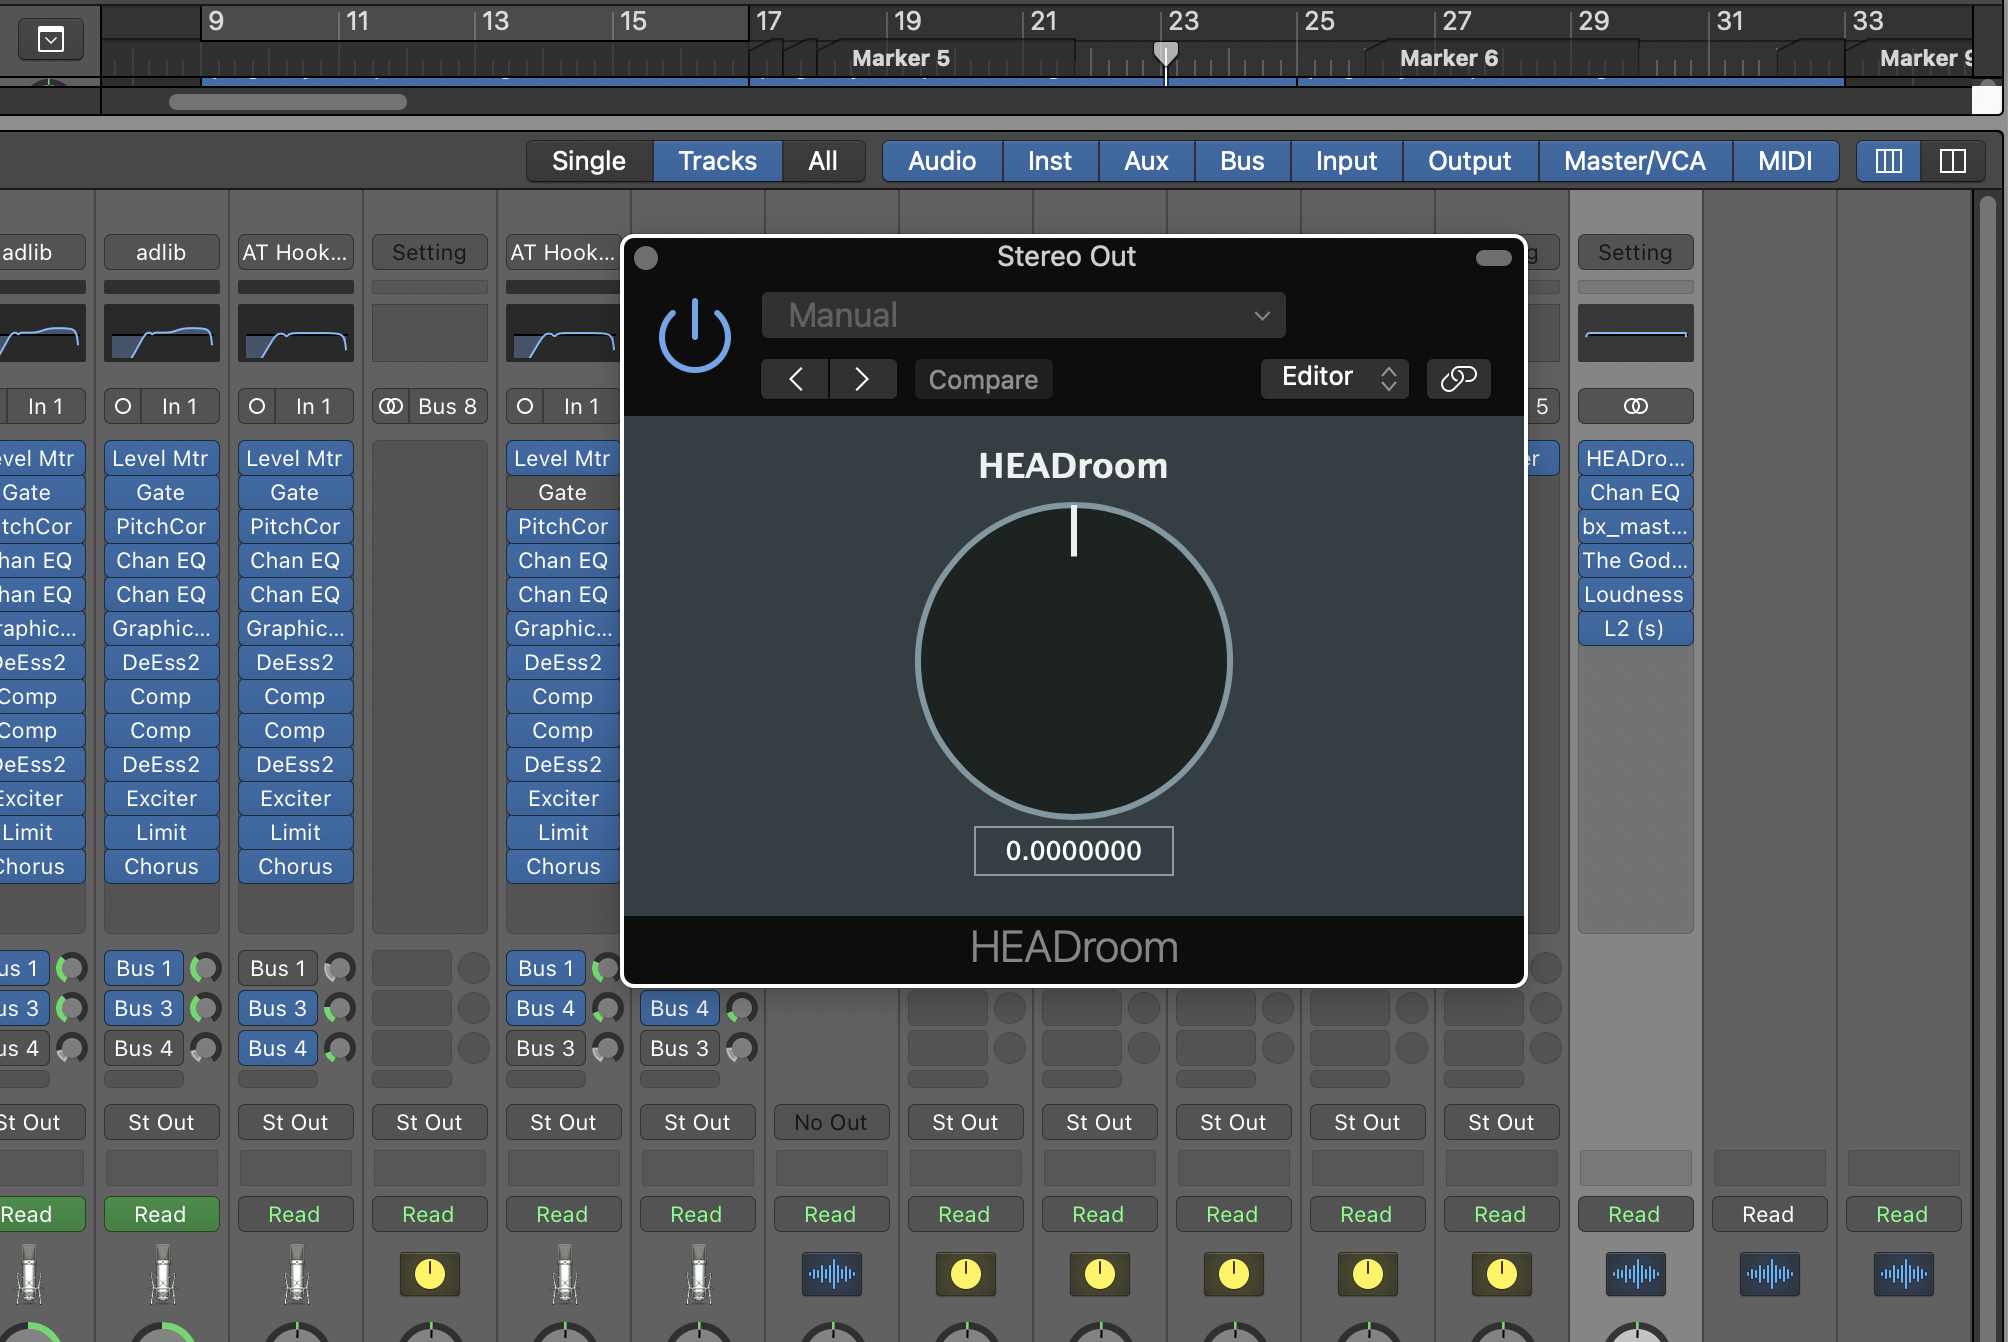 9 11 13 15 17 19 21 23 25 27 29 31 33
Marker 5 Marker 6 Marker 9
Single Tracks All Audio Inst Aux Bus Input Output Master/VCA MIDI
adlib adlib AT Hook... Setting AT Hook... g Setting
Stereo Out
Manual
Compare Editor
In 1 In 1 In 1 Bus 8 In 1 5
HEADroom
0.0000000
HEADroom
evel Mtr Level Mtr Level Mtr Level Mtr er HEADro...
Gate Gate Gate Gate Chan EQ
tchCor PitchCor PitchCor PitchCor bx_mast...
han EQ Chan EQ Chan EQ Chan EQ The God...
han EQ Chan EQ Chan EQ Chan EQ Loudness
raphic... Graphic... Graphic... Graphic... L2 (s)
DeEss2 DeEss2 DeEss2 DeEss2
Comp Comp Comp Comp
Comp Comp Comp Comp
DeEss2 DeEss2 DeEss2 DeEss2
Exciter Exciter Exciter Exciter
Limit Limit Limit Limit
Chorus Chorus Chorus Chorus
us 1 Bus 1 Bus 1 Bus 1
us 3 Bus 3 Bus 3 Bus 4 Bus 4
us 4 Bus 4 Bus 4 Bus 3 Bus 3
St Out St Out St Out St Out St Out St Out No Out St Out St Out St Out St Out St Out
Read Read Read Read Read Read Read Read Read Read Read Read Read Read Read